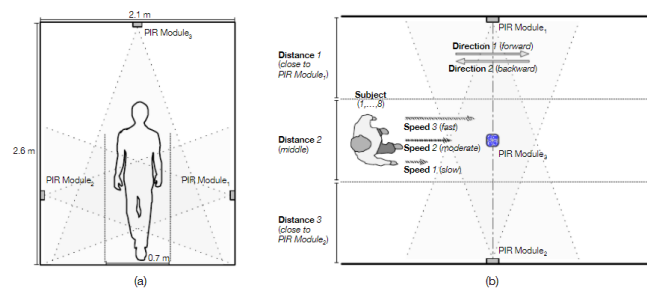 2.1 m
PIR Module3
2.6 m
PIR Module2
PIR Module1
0.7 m
(a)
Distance 1
(close to
PIR Module1)
PIR Module1
Direction 1 (forward)
Direction 2 (backward)
Subject
(1,...,8)
Speed 3 (fast)
Distance 2
(middle)
Speed 2 (moderate)
PIR Module3
Speed 1 (slow)
Distance 3
(close to
PIR Module2)
PIR Module2
(b)